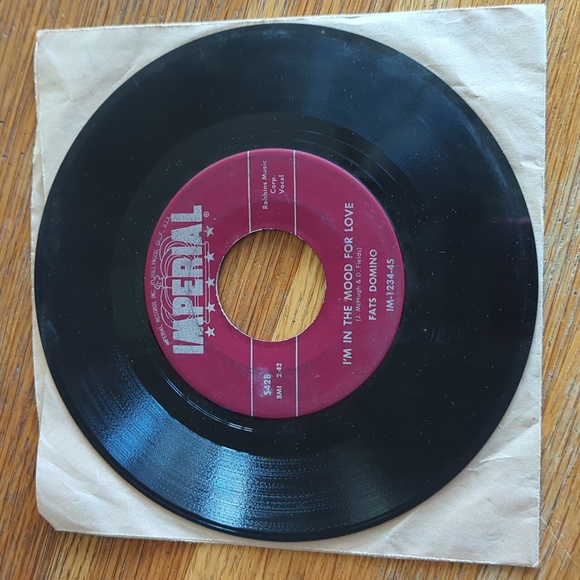 IMPERIAL
®
Robbins Music
Corp.
Vocal
5428
BMI 2:42
I'M IN THE MOOD FOR LOVE
(J. McHugh & D. Fields)
FATS DOMINO
IM-1234-45